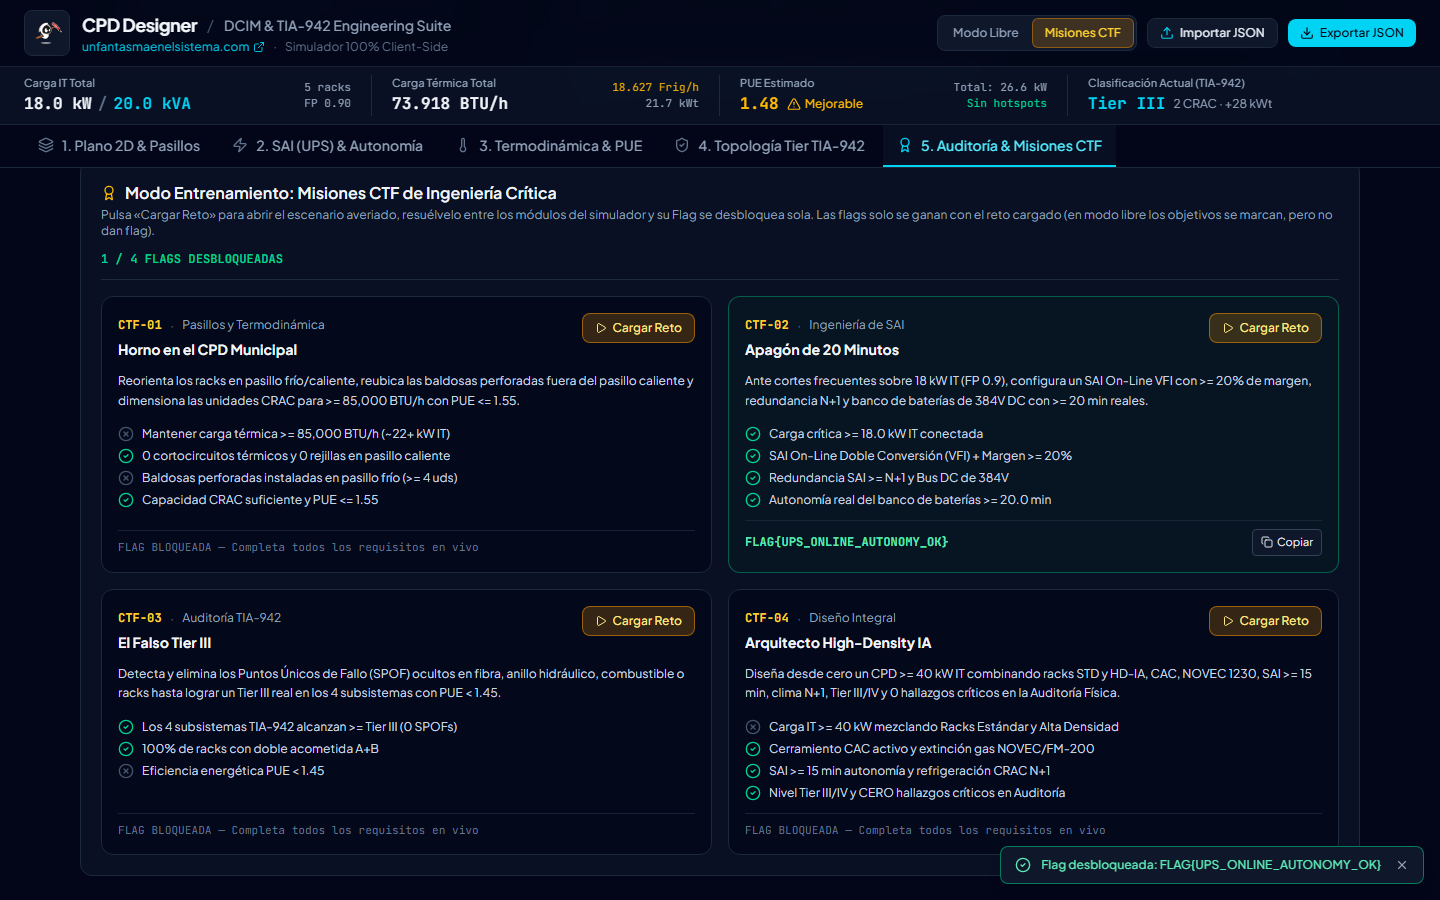 CPD Designer / DCIM & TIA-942 Engineering Suite
unfantasmaenelsistema.com · Simulador 100% Client-Side
Modo Libre
Misiones CTF
Importar JSON
Exportar JSON
Carga IT Total
18.0 kW / 20.0 kVA
5 racks
FP 0.90
Carga Térmica Total
73.918 BTU/h
18.627 Frig/h
21.7 kWt
PUE Estimado
1.48 Mejorable
Total: 26.6 kW
Sin hotspots
Clasificación Actual (TIA-942)
Tier III 2 CRAC · +28 kWt
1. Plano 2D & Pasillos
2. SAI (UPS) & Autonomía
3. Termodinámica & PUE
4. Topología Tier TIA-942
5. Auditoría & Misiones CTF
Modo Entrenamiento: Misiones CTF de Ingeniería Crítica
Pulsa «Cargar Reto» para abrir el escenario averiado, resuélvelo entre los módulos del simulador y su Flag se desbloquea sola. Las flags solo se ganan con el reto cargado (en modo libre los objetivos se marcan, pero no
dan flag).
1 / 4 FLAGS DESBLOQUEADAS
CTF-01 · Pasillos y Termodinámica
Cargar Reto
Horno en el CPD Municipal
Reorienta los racks en pasillo frío/caliente, reubica las baldosas perforadas fuera del pasillo caliente y
dimensiona las unidades CRAC para >= 85,000 BTU/h con PUE <= 1.55.
Mantener carga térmica >= 85,000 BTU/h (~22+ kW IT)
0 cortocircuitos térmicos y 0 rejillas en pasillo caliente
Baldosas perforadas instaladas en pasillo frío (>= 4 uds)
Capacidad CRAC suficiente y PUE <= 1.55
FLAG BLOQUEADA — Completa todos los requisitos en vivo
CTF-02 · Ingeniería de SAI
Cargar Reto
Apagón de 20 Minutos
Ante cortes frecuentes sobre 18 kW IT (FP 0.9), configura un SAI On-Line VFI con >= 20% de margen,
redundancia N+1 y banco de baterías de 384V DC con >= 20 min reales.
Carga crítica >= 18.0 kW IT conectada
SAI On-Line Doble Conversión (VFI) + Margen >= 20%
Redundancia SAI >= N+1 y Bus DC de 384V
Autonomía real del banco de baterías >= 20.0 min
FLAG{UPS_ONLINE_AUTONOMY_OK}
Copiar
CTF-03 · Auditoría TIA-942
Cargar Reto
El Falso Tier III
Detecta y elimina los Puntos Únicos de Fallo (SPOF) ocultos en fibra, anillo hidráulico, combustible o
racks hasta lograr un Tier III real en los 4 subsistemas con PUE < 1.45.
Los 4 subsistemas TIA-942 alcanzan >= Tier III (0 SPOFs)
100% de racks con doble acometida A+B
Eficiencia energética PUE < 1.45
FLAG BLOQUEADA — Completa todos los requisitos en vivo
CTF-04 · Diseño Integral
Cargar Reto
Arquitecto High-Density IA
Diseña desde cero un CPD >= 40 kW IT combinando racks STD y HD-IA, CAC, NOVEC 1230, SAI >= 15
min, clima N+1, Tier III/IV y 0 hallazgos críticos en la Auditoría Física.
Carga IT >= 40 kW mezclando Racks Estándar y Alta Densidad
Cerramiento CAC activo y extinción gas NOVEC/FM-200
SAI >= 15 min autonomía y refrigeración CRAC N+1
Nivel Tier III/IV y CERO hallazgos críticos en Auditoría
FLAG BLOQUEADA — Completa todos los requisitos en vivo
Flag desbloqueada: FLAG{UPS_ONLINE_AUTONOMY_OK}